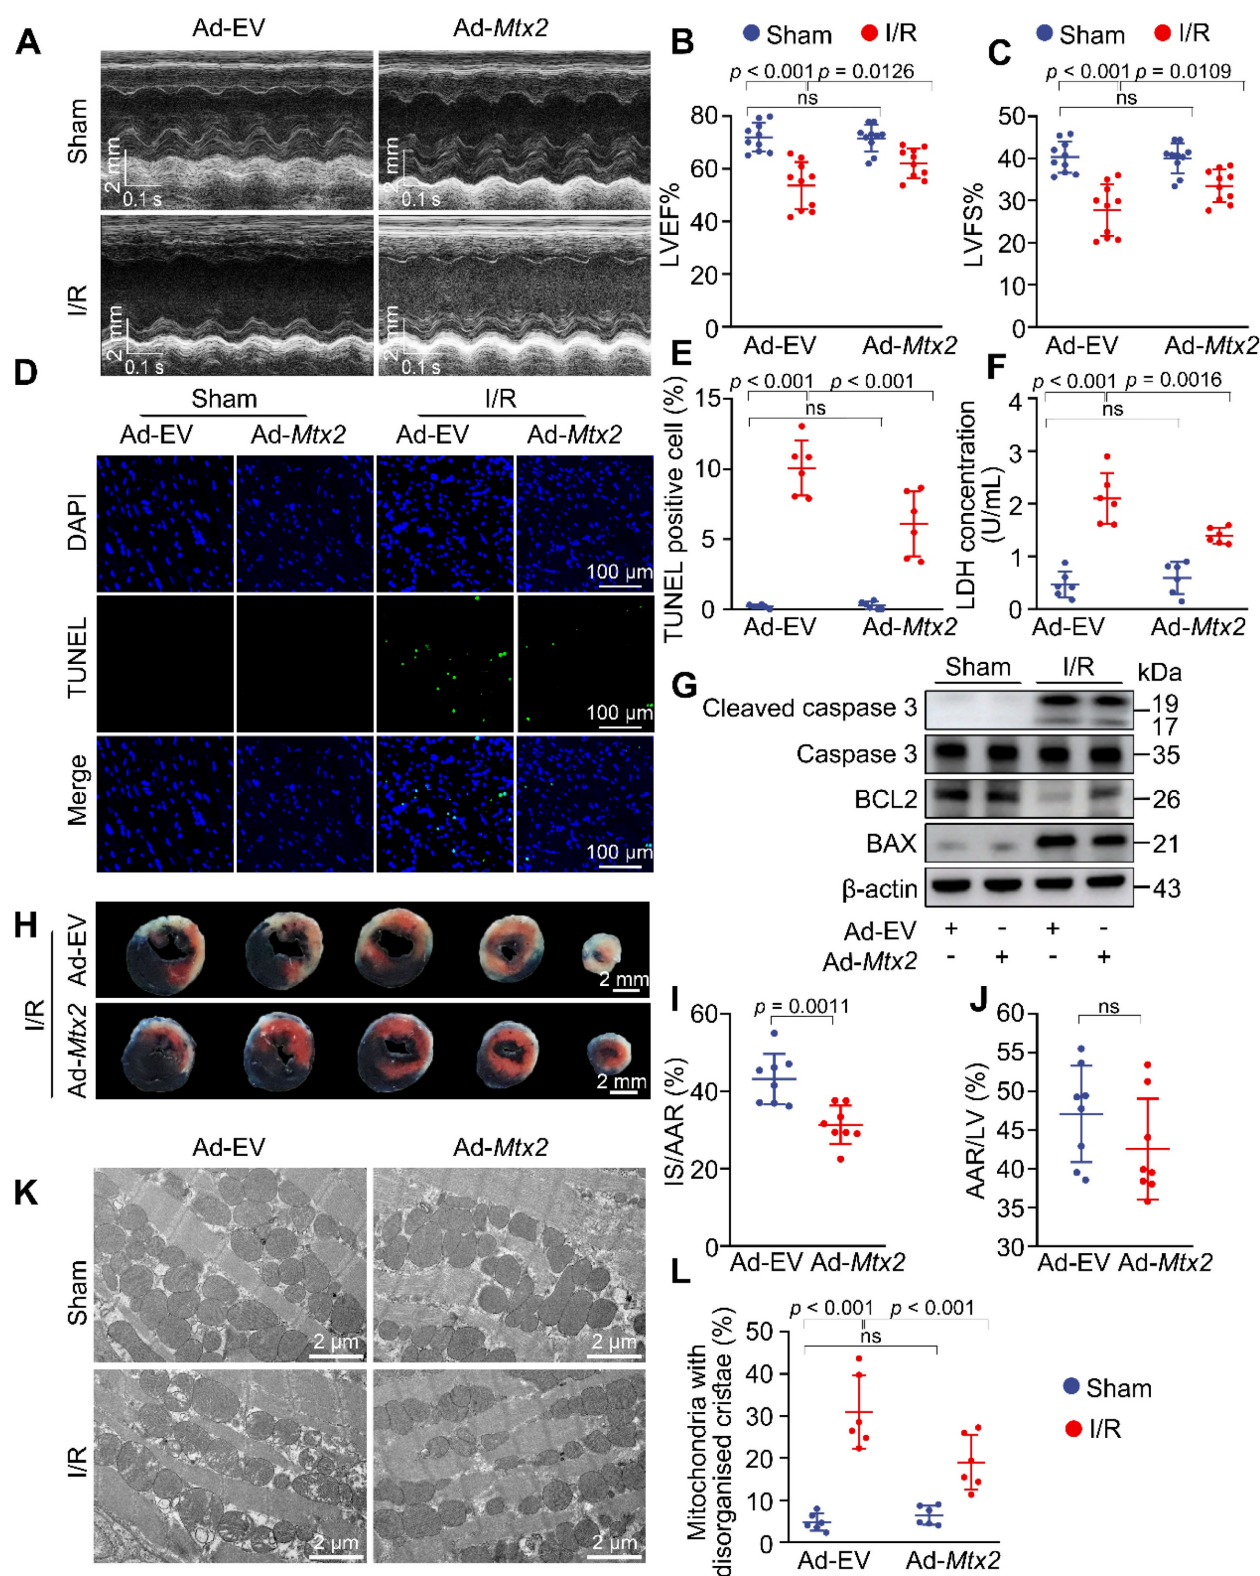 A
Ad-EV
Ad-Mtx2
Sham
2 mm
0.1 s
I/R
2 mm
0.1 s
B
Sham
I/R
p < 0.001
p = 0.0126
ns
LVEF%
80
60
40
20
0
Ad-EV
Ad-Mtx2
C
Sham
I/R
p < 0.001
p = 0.0109
ns
LVFS%
50
40
30
20
10
0
Ad-EV
Ad-Mtx2
D
Sham
I/R
Ad-EV
Ad-Mtx2
Ad-EV
Ad-Mtx2
DAPI
100 μm
TUNEL
100 μm
Merge
100 μm
E
p < 0.001
p < 0.001
ns
TUNEL positive cell (%)
15
10
5
0
Ad-EV
Ad-Mtx2
F
p < 0.001
p = 0.0016
ns
LDH concentration
(U/mL)
4
3
2
1
0
Ad-EV
Ad-Mtx2
G
Sham
I/R
kDa
Cleaved caspase 3
19
17
Caspase 3
35
BCL2
26
BAX
21
β-actin
43
Ad-EV + - + -
Ad-Mtx2 - + - +
H
I/R
Ad-EV
2 mm
Ad-Mtx2
2 mm
I
p = 0.0011
IS/AAR (%)
60
40
20
0
Ad-EV
Ad-Mtx2
J
ns
AAR/LV (%)
60
55
50
45
40
35
30
Ad-EV
Ad-Mtx2
K
Ad-EV
Ad-Mtx2
Sham
2 μm
2 μm
I/R
2 μm
2 μm
L
p < 0.001
p < 0.001
ns
Mitochondria with
disorganised cristae (%)
50
40
30
20
10
0
Ad-EV
Ad-Mtx2
Sham
I/R